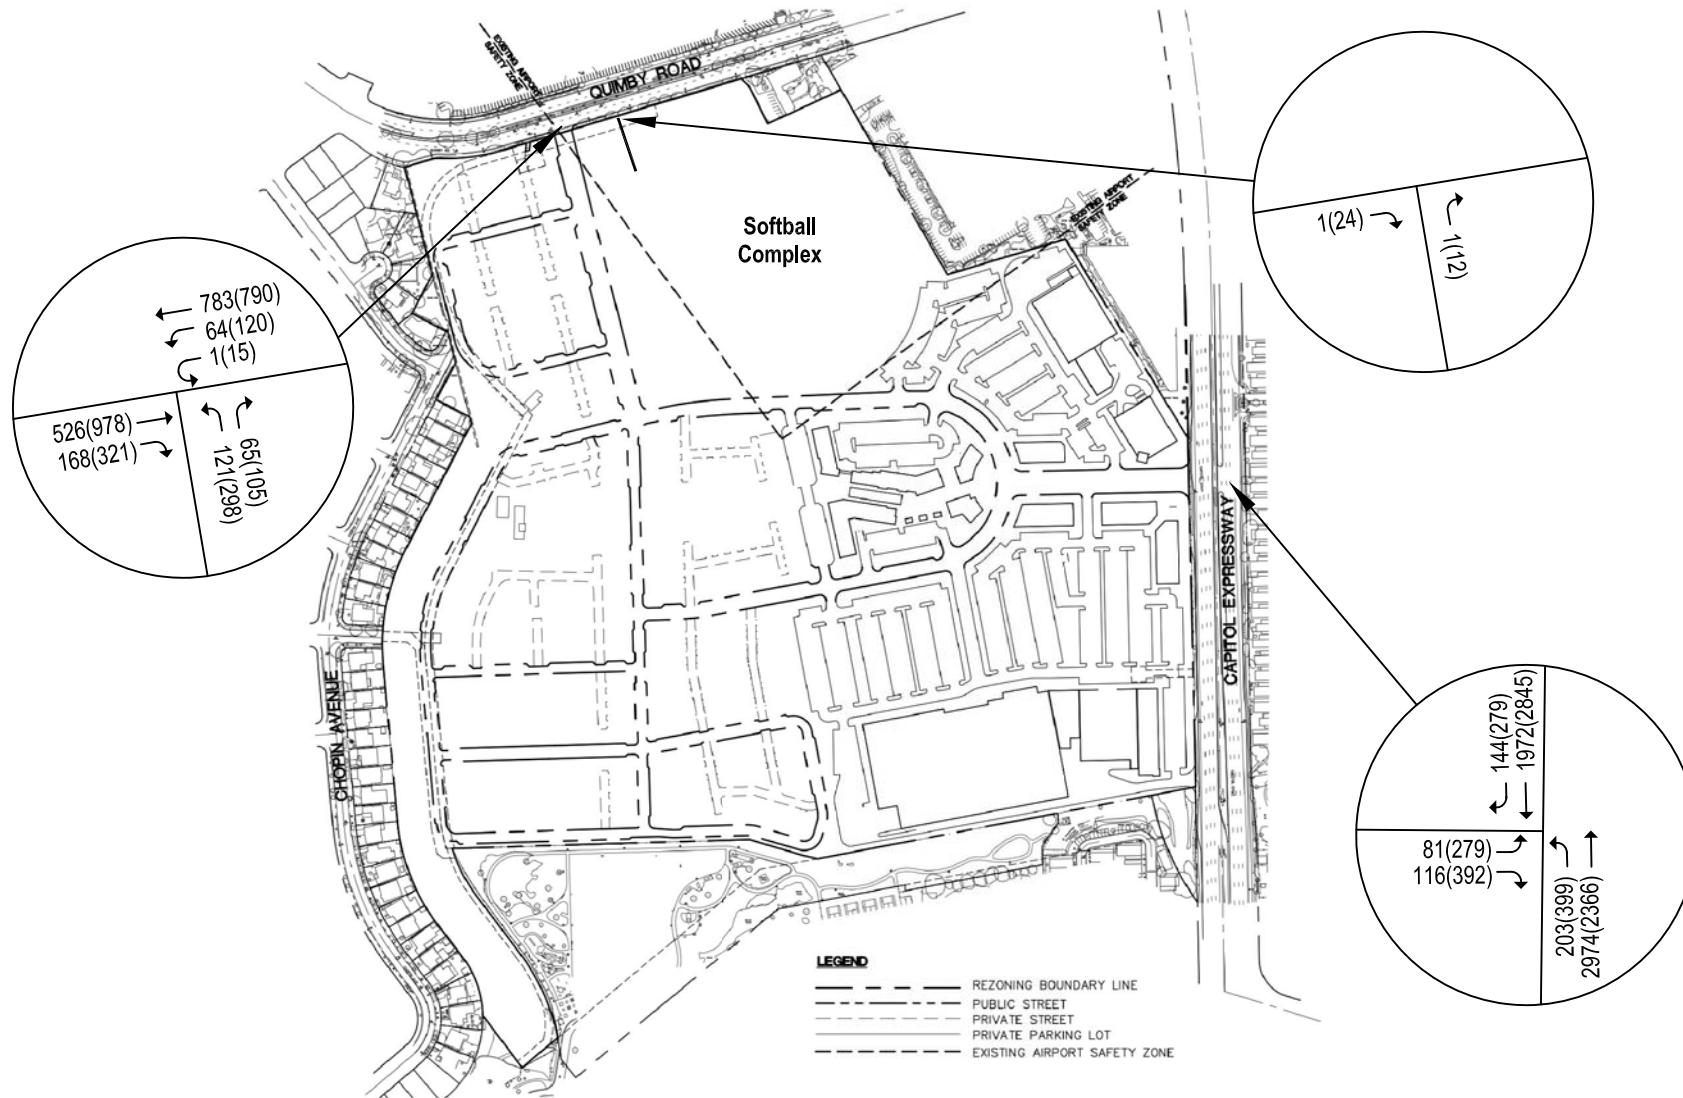 EXISTING AIRPORT
SAFETY ZONE
QUIMBY ROAD
Softball
Complex
EXISTING AIRPORT
SAFETY ZONE
1(24)
1(12)
783(790)
64(120)
1(15)
526(978)
168(321)
65(105)
121(298)
CAPITOL EXPRESSWAY
CHOPIN AVENUE
144(279)
1972(2845)
81(279)
116(392)
203(399)
2974(2366)
LEGEND
REZONING BOUNDARY LINE
PUBLIC STREET
PRIVATE STREET
PRIVATE PARKING LOT
EXISTING AIRPORT SAFETY ZONE